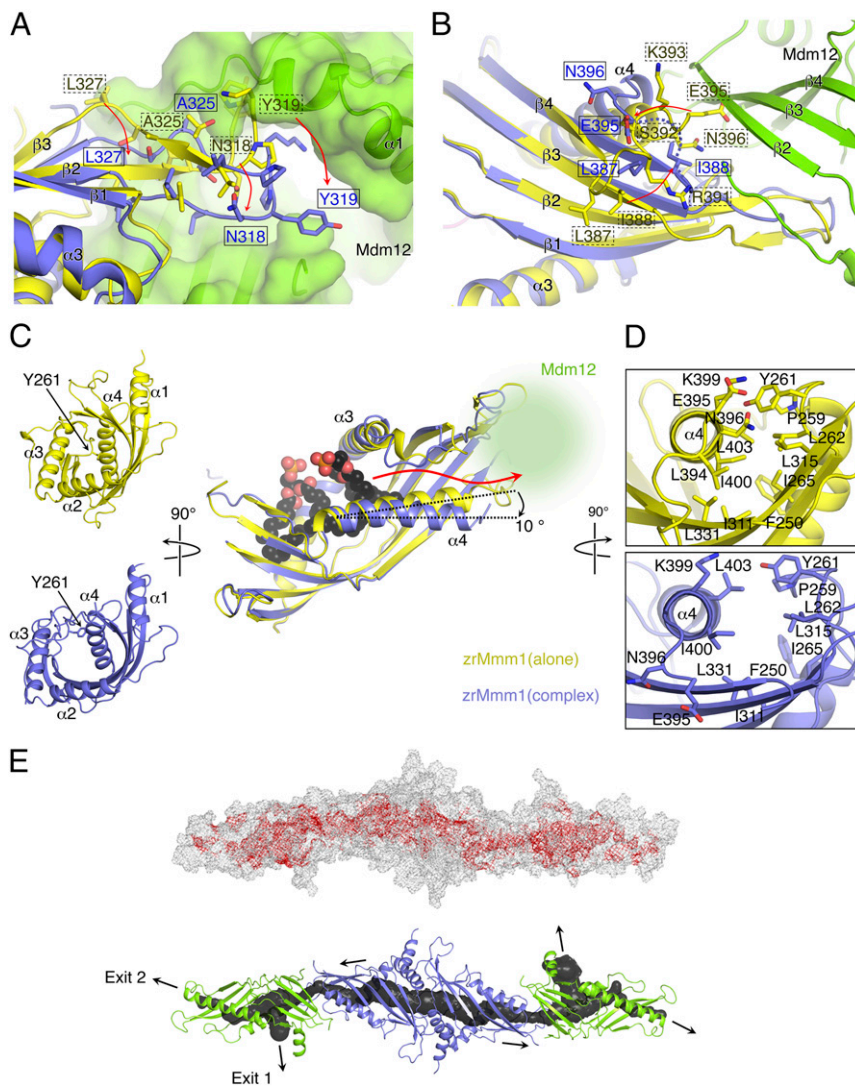 A
L327
A325
A325
Y319
N318
β3
L327
β2
β1
α1
Y319
N318
α3
Mdm12
B
K393
Mdm12
N396
α4
E395
β4
β4
β3
E395
S392
N396
β3
β2
L387
I388
β2
R391
I388
β1
L387
α3
C
Mdm12
Y261
α4
α1
α3
α2
α3
90°
10 °
α4
90°
Y261
α4
α1
α3
α2
zrMmm1(alone)
zrMmm1(complex)
D
K399
Y261
E395
P259
N396
α4
L403
L262
L394
L315
I400
I265
I311
F250
L331
K399
L403
Y261
P259
α4
L262
L315
I400
I265
N396
L331
F250
E395
I311
E
Exit 2
Exit 1